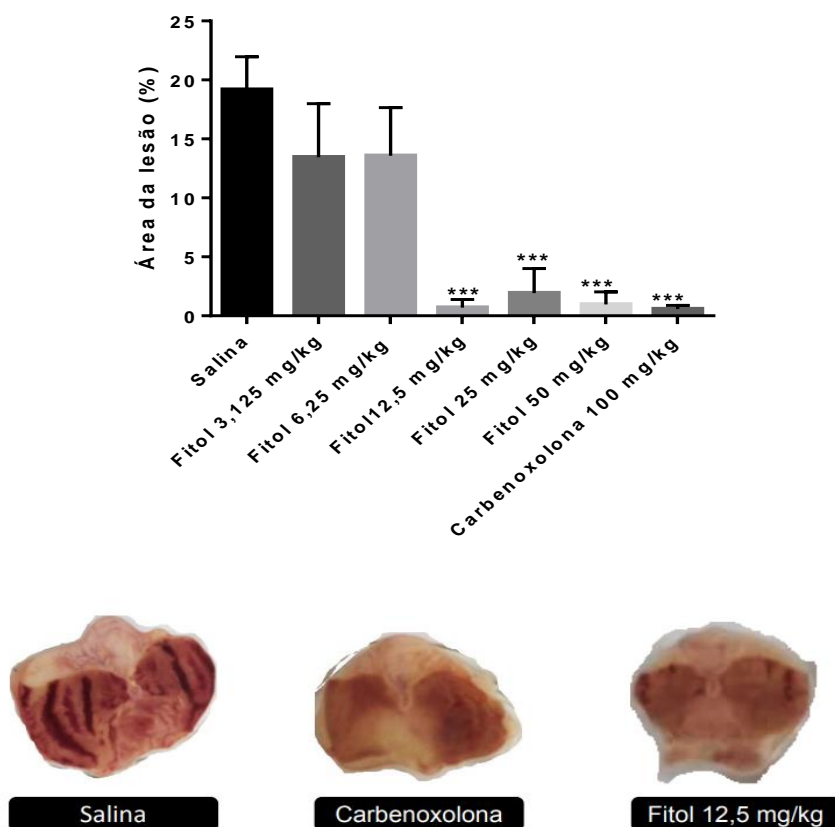 Área da lesão (%)
25
20
15
10
5
0
***
***
***
***
Salina
Fitol 3,125 mg/kg
Fitol 6,25 mg/kg
Fitol12,5 mg/kg
Fitol 25 mg/kg
Fitol 50 mg/kg
Carbenoxolona 100 mg/kg
Salina
Carbenoxolona
Fitol 12,5 mg/kg